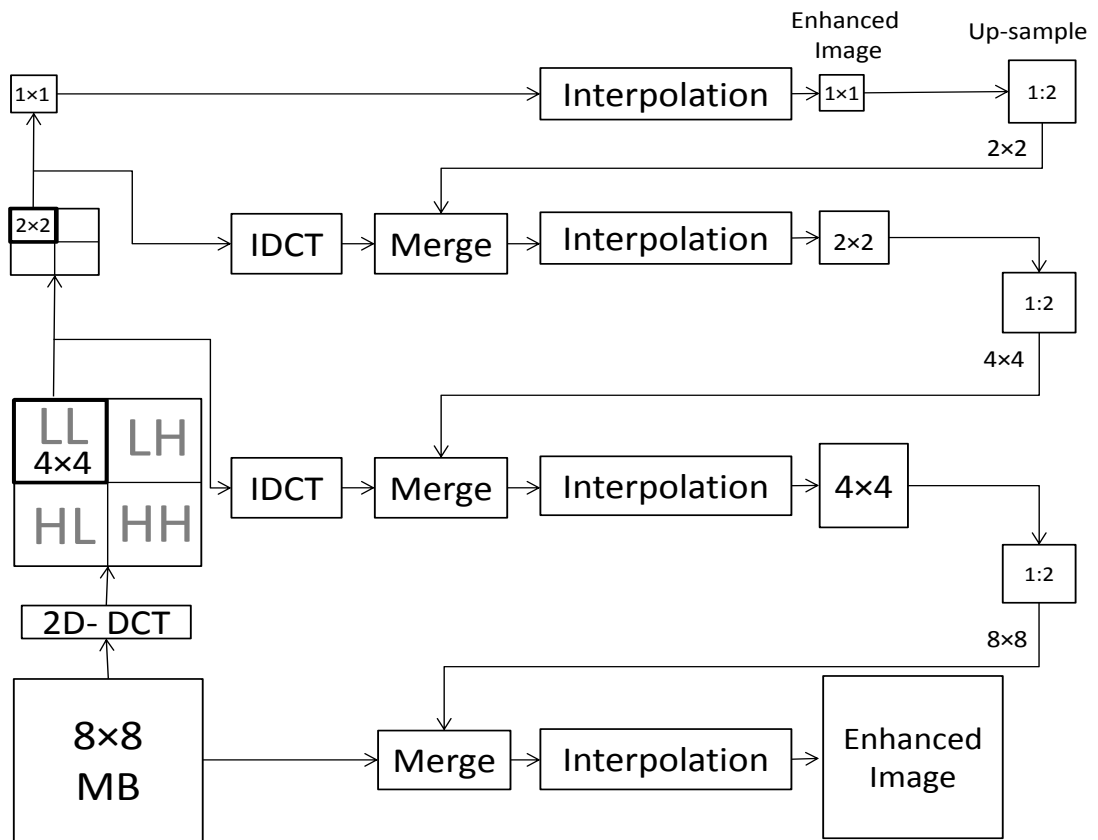 Enhanced
Image
Up-sample
1×1
Interpolation
1×1
1:2
2×2
2×2
IDCT
Merge
Interpolation
2×2
1:2
4×4
LL
4×4
LH
HL
HH
IDCT
Merge
Interpolation
4×4
1:2
2D- DCT
8×8
8×8
MB
Merge
Interpolation
Enhanced
Image